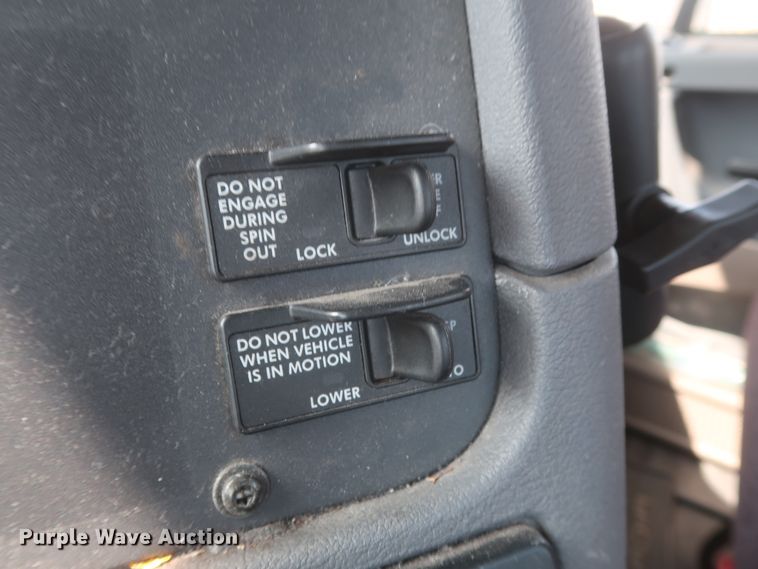 DO NOT
ENGAGE
DURING
SPIN
OUT
LOCK
UNLOCK
DO NOT LOWER
WHEN VEHICLE
IS IN MOTION
LOWER
Purple Wave Auction